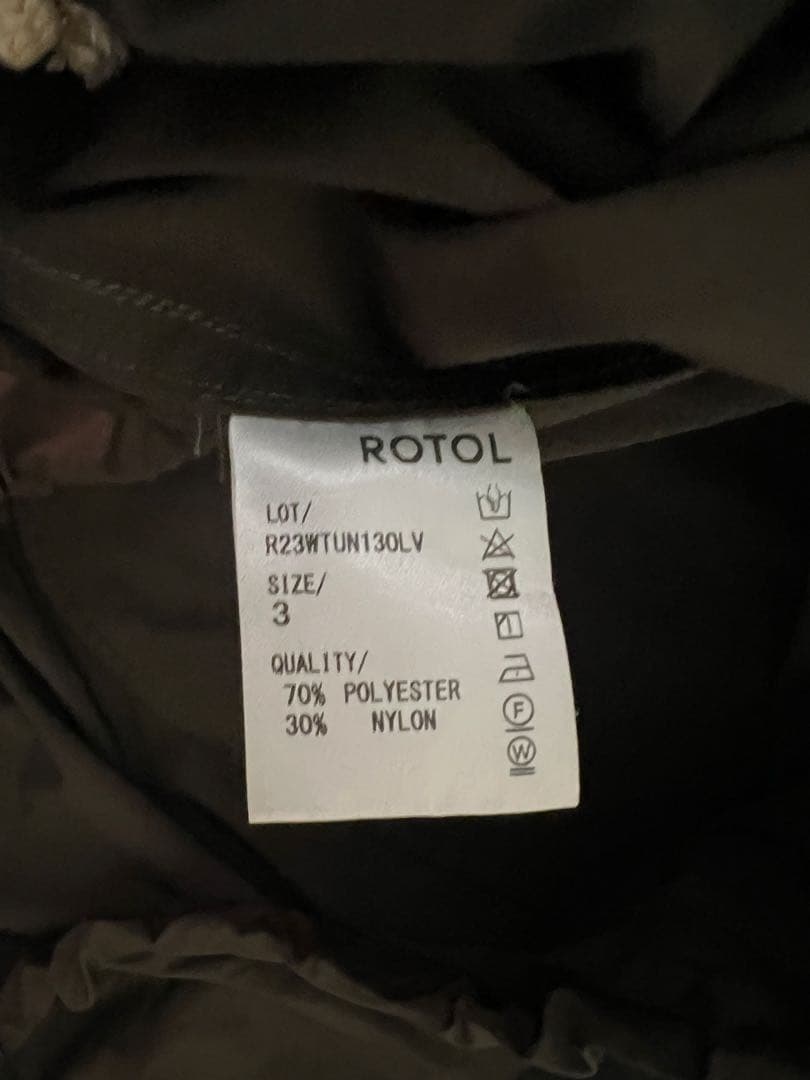 ROTOL
LOT/
R23WTUN130LV
SIZE/
3
QUALITY/
70% POLYESTER
30% NYLON
F
W